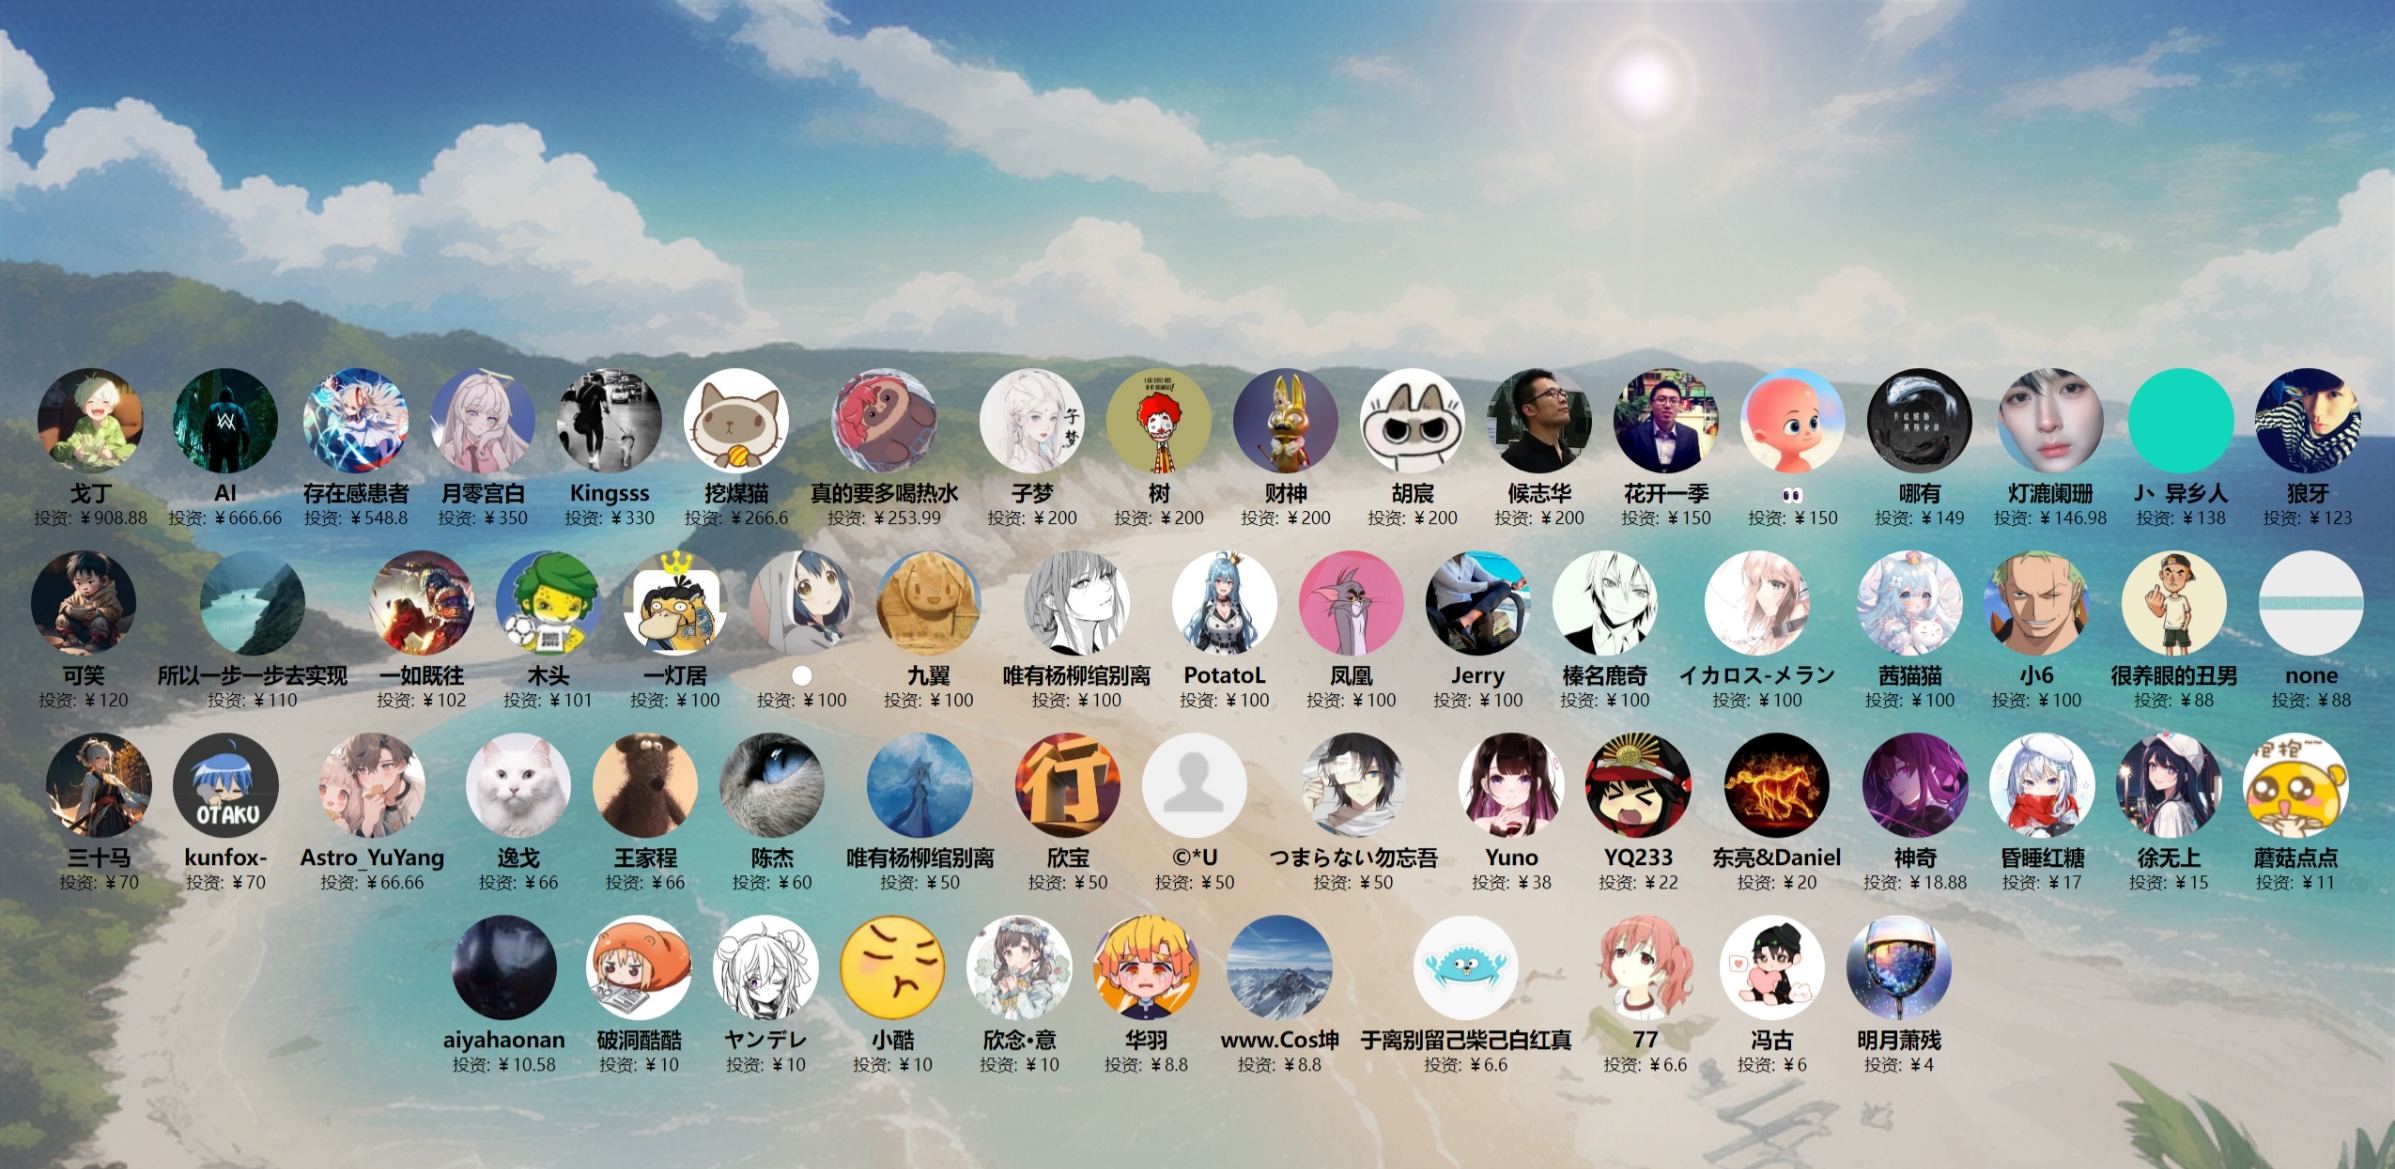 戈丁
投资: ¥908.88
AI
投资: ¥666.66
存在感患者
投资: ¥548.8
月零宫白
投资: ¥350
Kingsss
投资: ¥330
挖煤猫
投资: ¥266.6
真的要多喝热水
投资: ¥253.99
子梦
子梦
投资: ¥200
树
投资: ¥200
财神
投资: ¥200
胡宸
投资: ¥200
候志华
投资: ¥200
花开一季
投资: ¥150
👀
投资: ¥150
哪有
投资: ¥149
灯漉阑珊
投资: ¥146.98
异乡人
投资: ¥138
狼牙
投资: ¥123
可笑
投资: ¥120
所以一步一步去实现
投资: ¥110
一如既往
投资: ¥102
木头
投资: ¥101
一灯居
投资: ¥100
投资: ¥100
九翼
投资: ¥100
唯有杨柳绾别离
投资: ¥100
PotatoL
投资: ¥100
凤凰
投资: ¥100
Jerry
投资: ¥100
榛名鹿奇
投资: ¥100
イカロス-メラン
投资: ¥100
茜猫猫
投资: ¥100
小6
投资: ¥100
很养眼的丑男
投资: ¥88
none
投资: ¥88
三十马
投资: ¥70
OTAKU
kunfox-
投资: ¥70
Astro_YuYang
投资: ¥66.66
逸戈
投资: ¥66
王家程
投资: ¥66
陈杰
投资: ¥60
唯有杨柳绾别离
投资: ¥50
行
欣宝
投资: ¥50
©*U
投资: ¥50
つまらない勿忘吾
投资: ¥50
Yuno
投资: ¥38
YQ233
投资: ¥22
东亮&Daniel
投资: ¥20
神奇
投资: ¥18.88
昏睡红糖
投资: ¥17
徐无上
投资: ¥15
抱抱~~
蘑菇点点
投资: ¥11
aiyahaonan
投资: ¥10.58
破洞酷酷
投资: ¥10
ヤンデレ
投资: ¥10
小酷
投资: ¥10
欣念•意
投资: ¥10
华羽
投资: ¥8.8
www.Cos坤
投资: ¥8.8
于离别留己柴己白红真
投资: ¥6.6
77
投资: ¥6.6
冯古
投资: ¥6
明月萧残
投资: ¥4